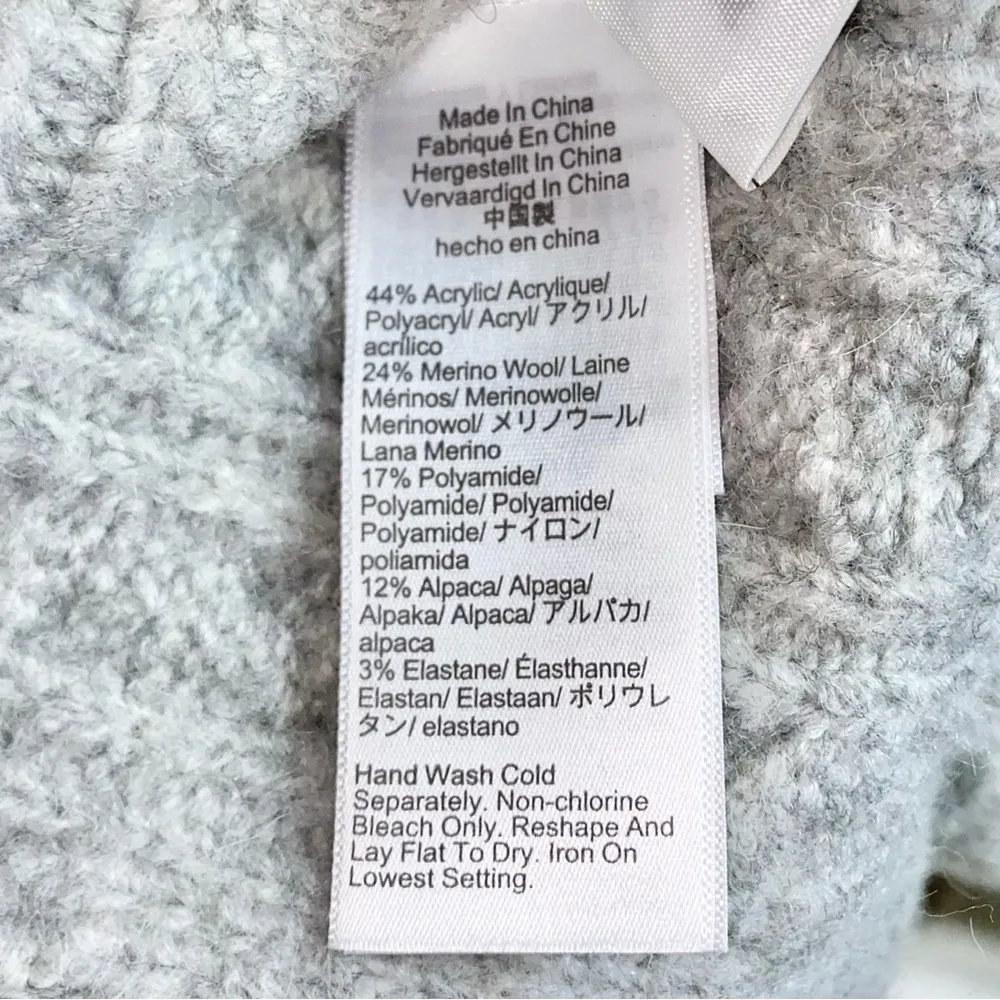 Made In China
Fabriqué En Chine
Hergestellt In China
Vervaardigd In China
中国製
hecho en china
44% Acrylic/ Acrylique/
Polyacryl/ Acryl/ アクリル/
acrílico
24% Merino Wool/ Laine
Mérinos/ Merinowolle/
Merinowol/ メリノウール/
Lana Merino
17% Polyamide/
Polyamide/ Polyamide/
Polyamide/ ナイロン/
poliamida
12% Alpaca/ Alpaga/
Alpaka/ Alpaca/ アルパカ/
alpaca
3% Elastane/ Élasthanne/
Elastan/ Elastaan/ ポリウレ
タン/ elastano
Hand Wash Cold
Separately. Non-chlorine
Bleach Only. Reshape And
Lay Flat To Dry. Iron On
Lowest Setting.